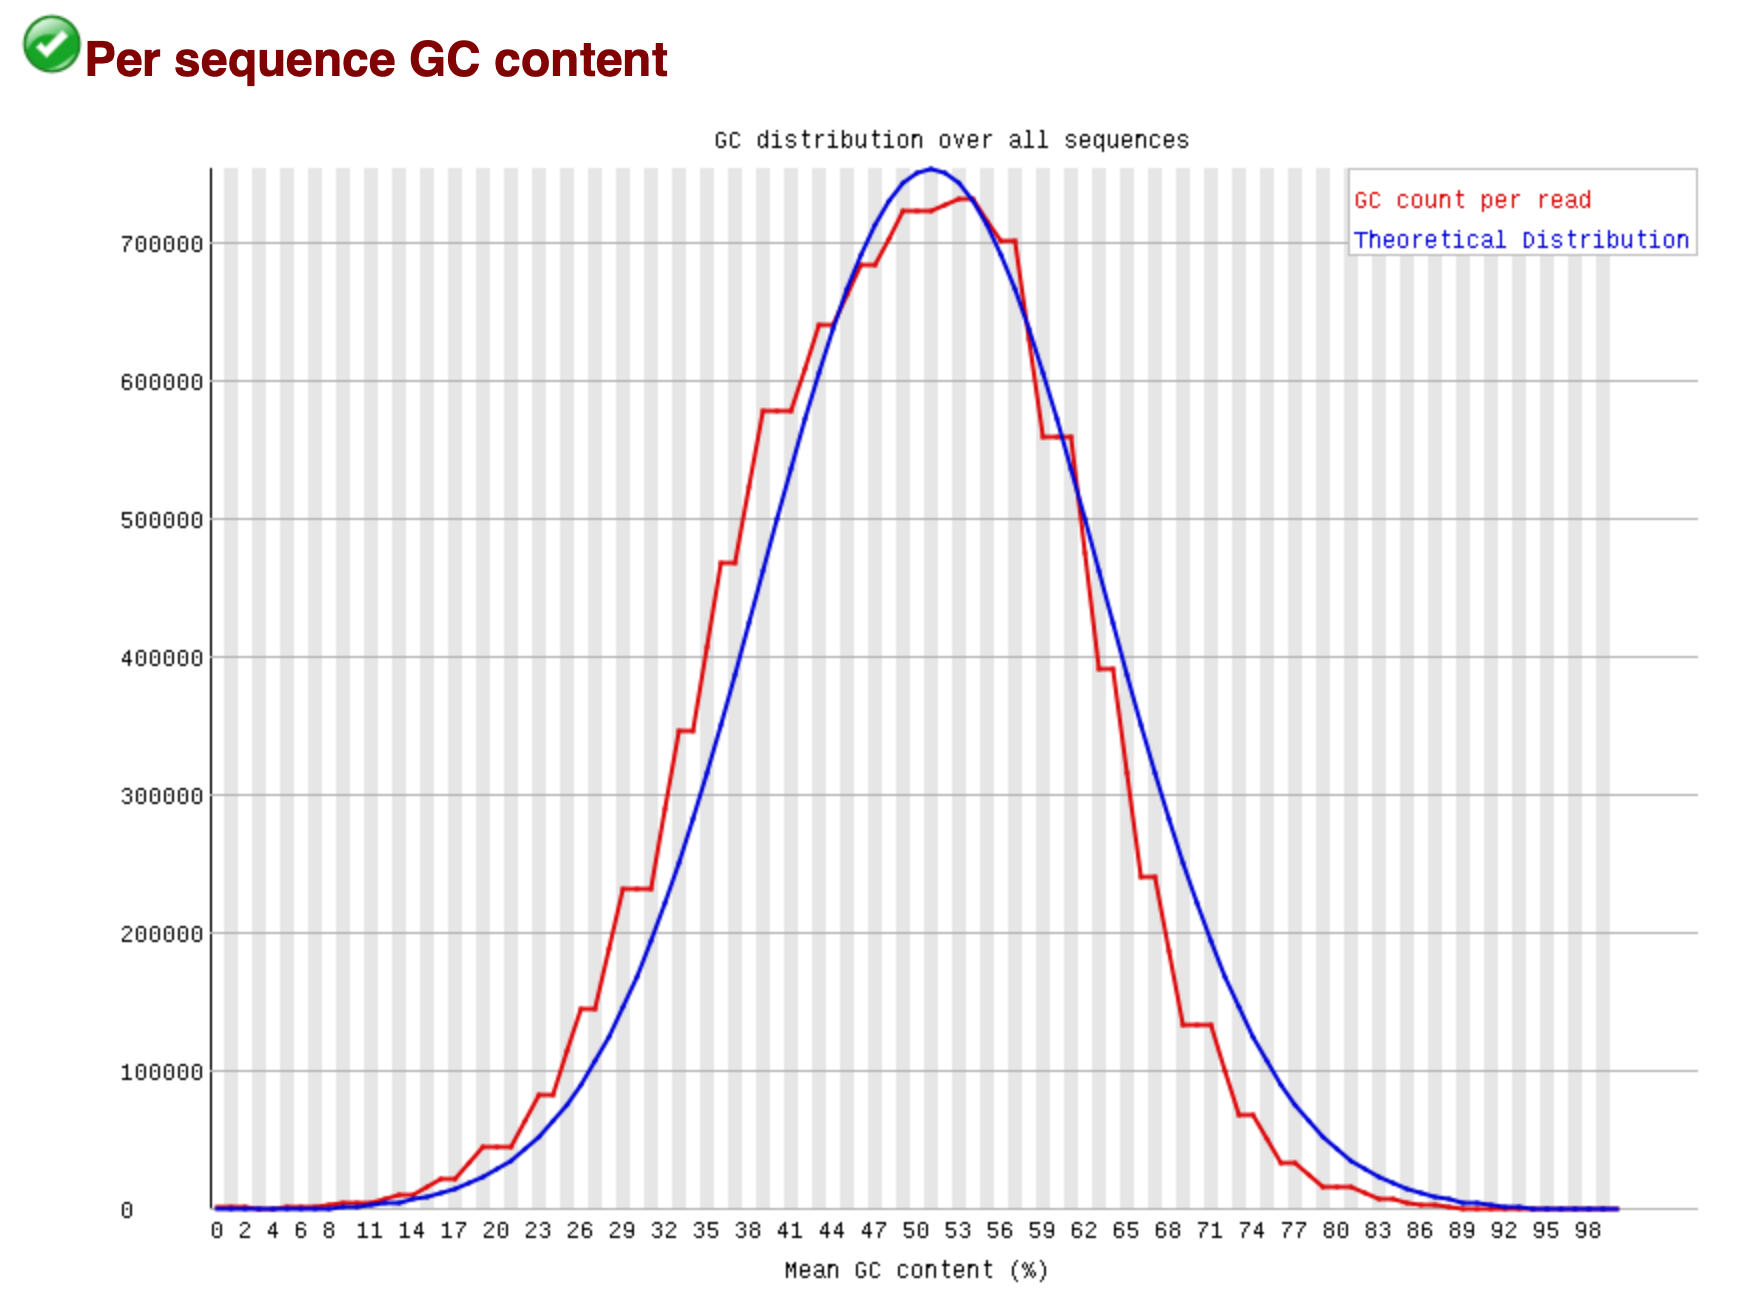 Per sequence GC content
GC distribution over all sequences
GC count per read
Theoretical Distribution
700000
600000
500000
400000
300000
200000
100000
0
0 2 4 6 8 11 14 17 20 23 26 29 32 35 38 41 44 47 50 53 56 59 62 65 68 71 74 77 80 83 86 89 92 95 98
Mean GC content (%)